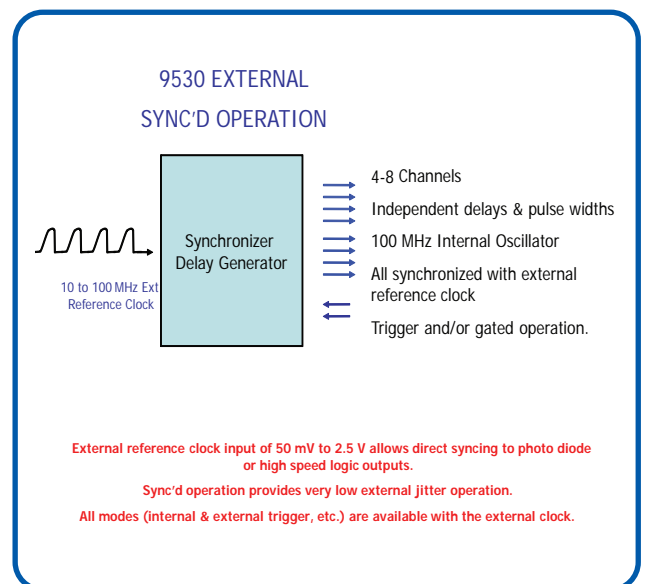 9530 EXTERNAL
SYNC'D OPERATION
Synchronizer
Delay Generator
10 to 100 MHz Ext
Reference Clock
4-8 Channels
Independent delays & pulse widths
100 MHz Internal Oscillator
All synchronized with external
reference clock
Trigger and/or gated operation.
External reference clock input of 50 mV to 2.5 V allows direct syncing to photo diode
or high speed logic outputs.
Sync'd operation provides very low external jitter operation.
All modes (internal & external trigger, etc.) are available with the external clock.